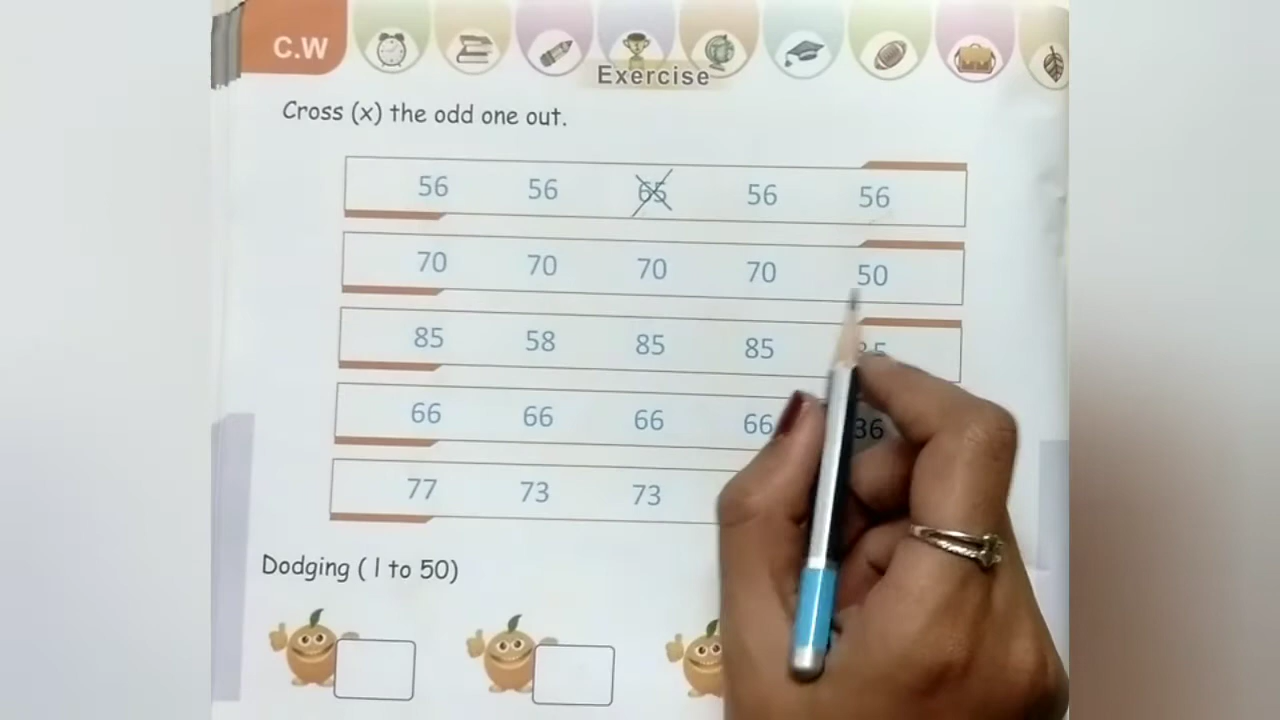 C.W
Exercise
Cross (x) the odd one out.
56 56 65 56 56
70 70 70 70 50
85 58 85 85
66 66 66 66 36
77 73 73
Dodging ( 1 to 50)